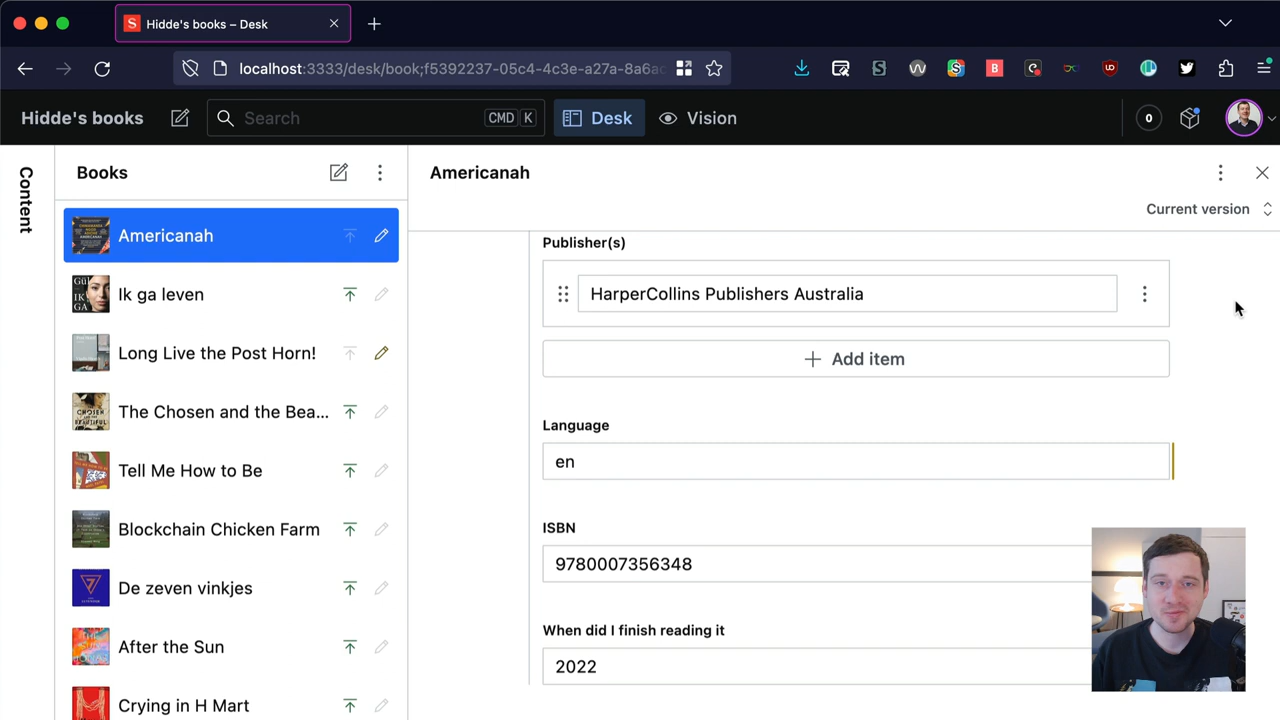 Hidde's books – Desk
localhost:3333/desk/book;f5392237-05c4-4c3e-a27a-8a6ac
Hidde's books
Search
CMD K
Desk
Vision
0
Content
Books
Americanah
Ik ga leven
Long Live the Post Horn!
The Chosen and the Bea...
Tell Me How to Be
Blockchain Chicken Farm
De zeven vinkjes
After the Sun
Crying in H Mart
Americanah
Current version
Publisher(s)
HarperCollins Publishers Australia
Add item
Language
en
ISBN
9780007356348
When did I finish reading it
2022